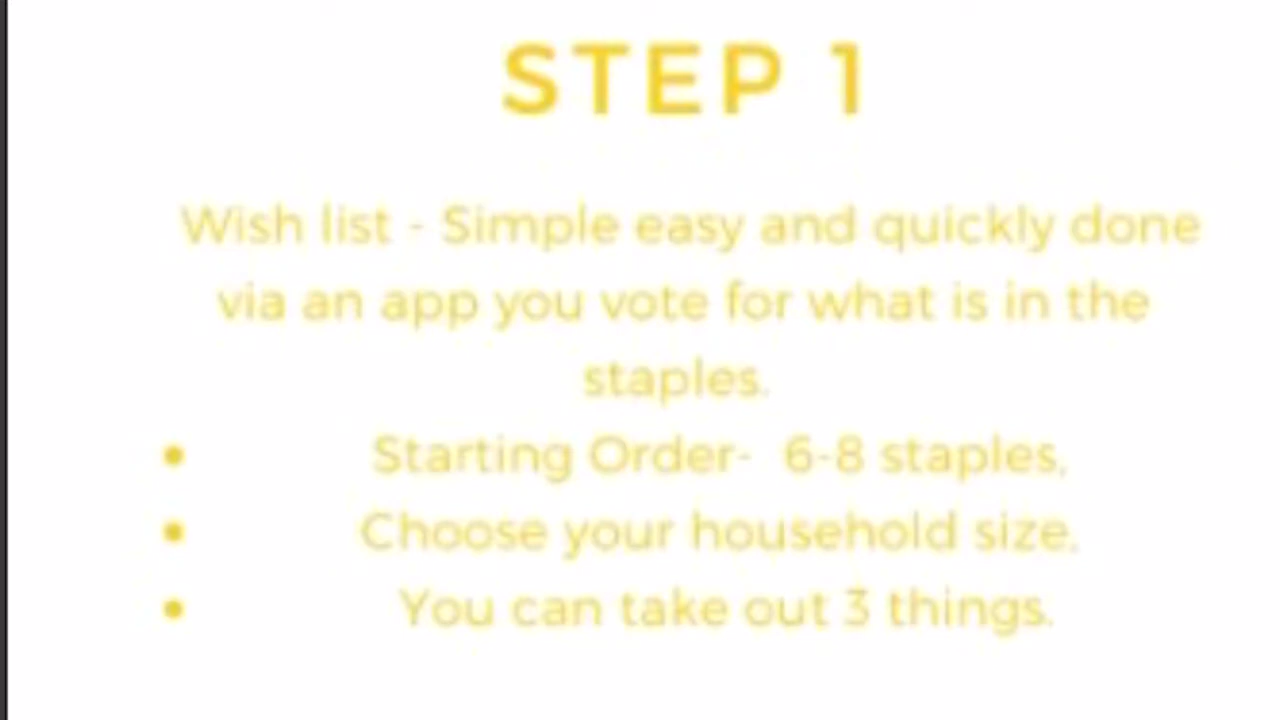 STEP 1
Wish list - Simple easy and quickly done
via an app you vote for what is in the
staples.
• Starting Order-  6-8 staples,
• Choose your household size,
• You can take out 3 things.